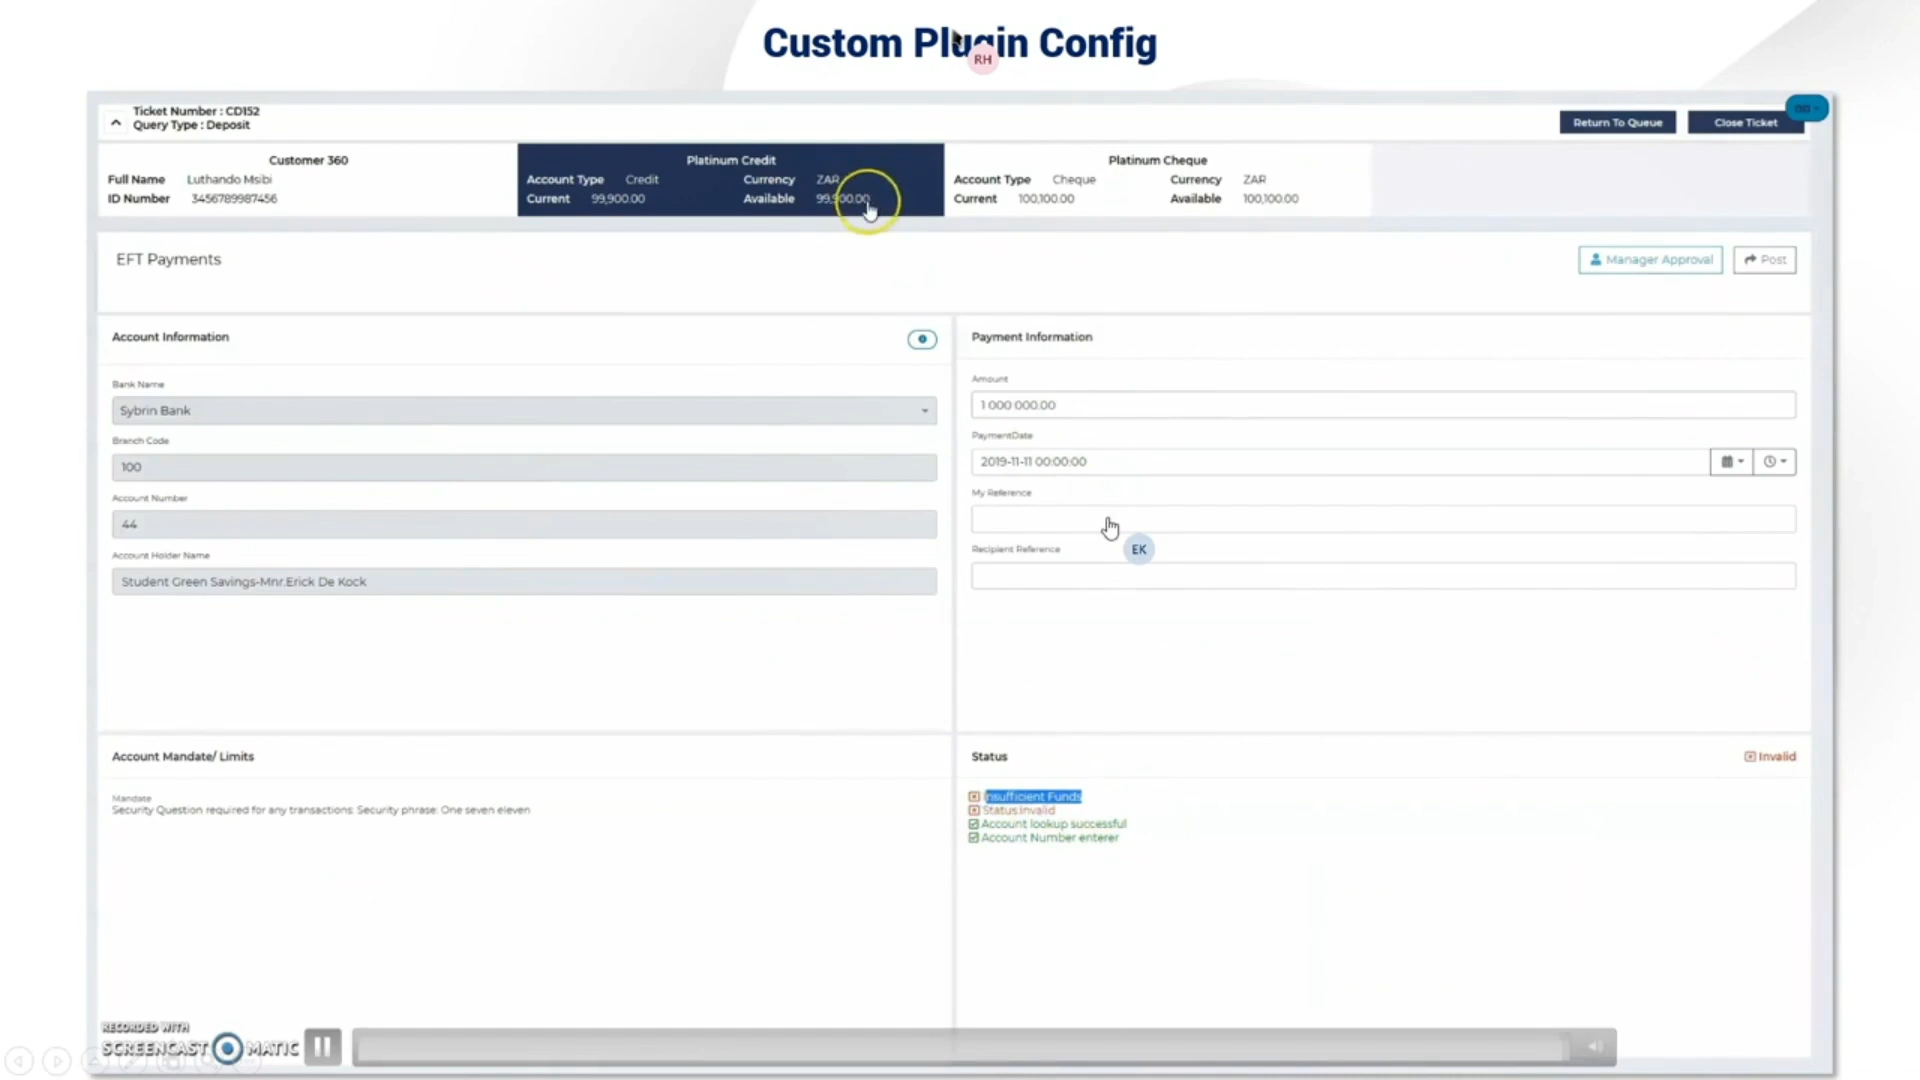 Custom Plugin Config
RH
Ticket Number : CD152
Query Type : Deposit
Return To Queue
Close Ticket
Customer 360
Full Name Luthando Msibi
ID Number 3456789987456
Platinum Credit
Account Type Credit Currency ZAR
Current 99,900.00 Available 99,900.00
Platinum Cheque
Account Type Cheque Currency ZAR
Current 100,100.00 Available 100,100.00
EFT Payments
Manager Approval
Post
Account Information
Bank Name
Sybrin Bank
Branch Code
100
Account Number
44
Account Holder Name
Student Green Savings-Mnr.Erick De Kock
Payment Information
Amount
1 000 000.00
PaymentDate
2019-11-11 00:00:00
My Reference
EK
Recipient Reference
Account Mandate/ Limits
Mandate
Security Question required for any transactions: Security phrase: One seven eleven
Status
Invalid
Insufficient Funds
Status:Invalid
Account lookup successful
Account Number enterer
RECORDED WITH
SCREENCAST MATIC